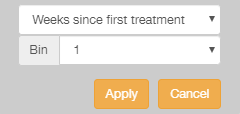 Weeks since first treatment
Bin 1
Apply Cancel